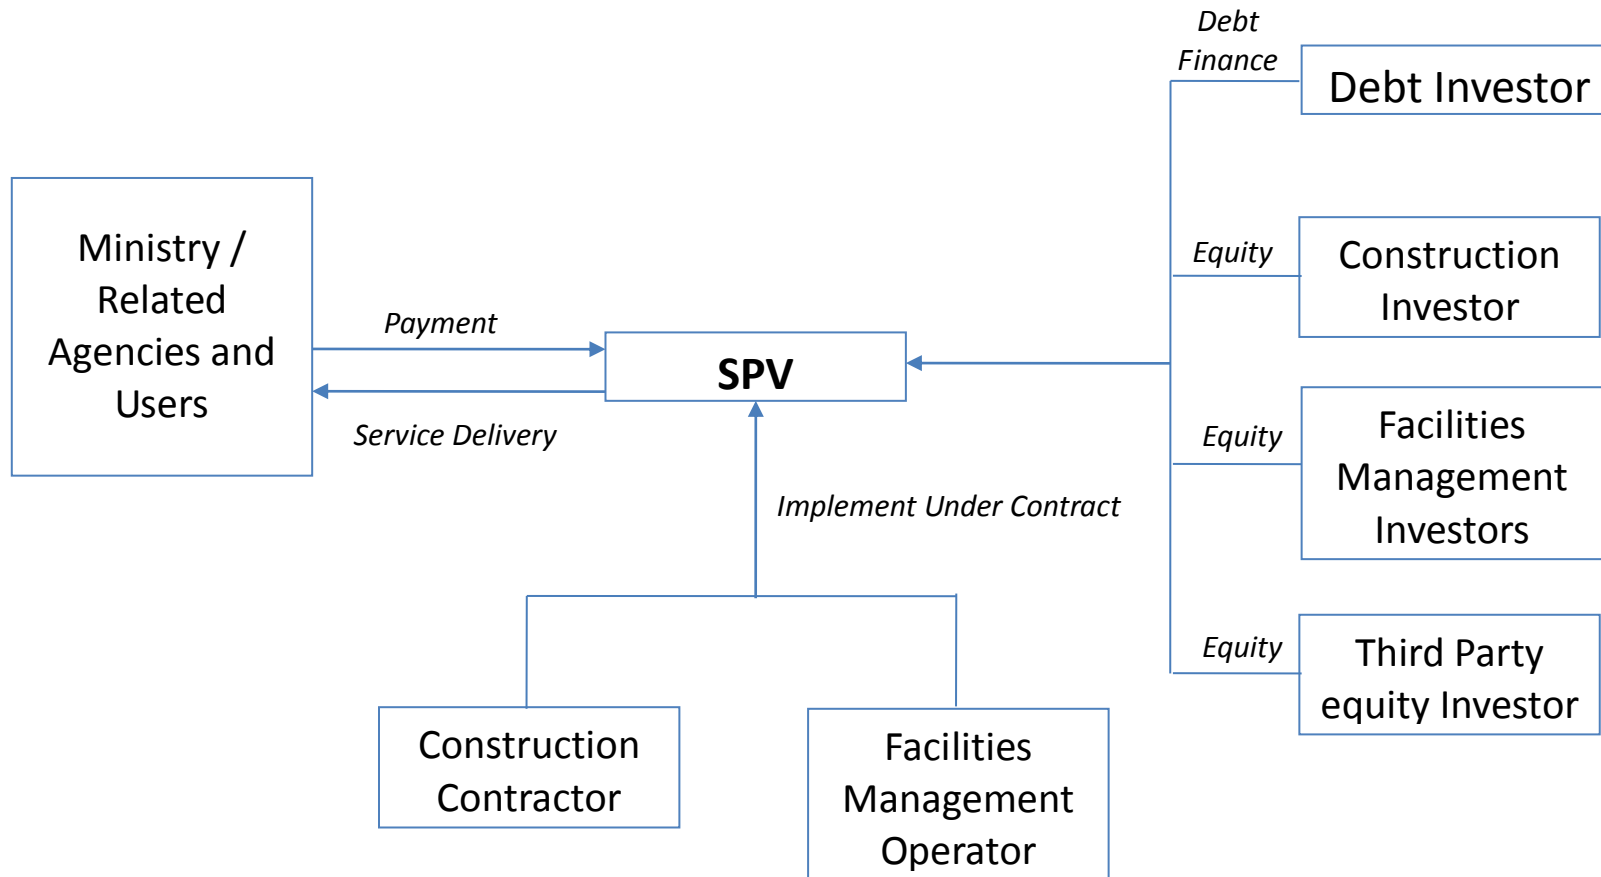 Debt
Finance
Debt Investor
Ministry /
Related
Agencies and
Users
Payment
Service Delivery
SPV
Equity
Construction
Investor
Equity
Facilities
Management
Investors
Implement Under Contract
Equity
Third Party
equity Investor
Construction
Contractor
Facilities
Management
Operator